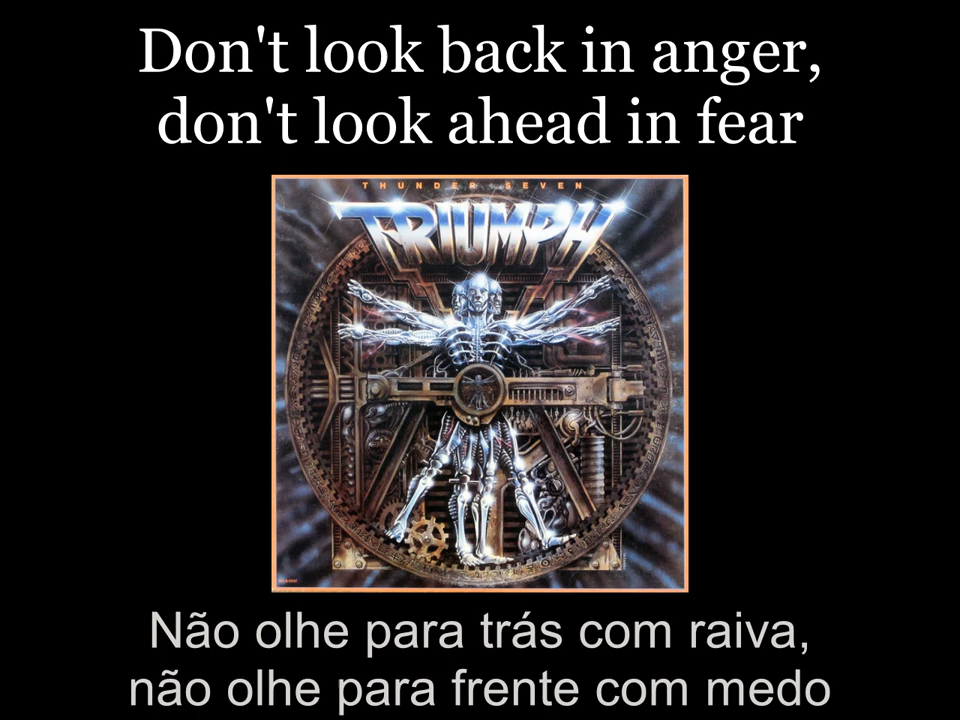 Don't look back in anger,
don't look ahead in fear
THUNDER SEVEN
TRIUMPH
Não olhe para trás com raiva,
não olhe para frente com medo